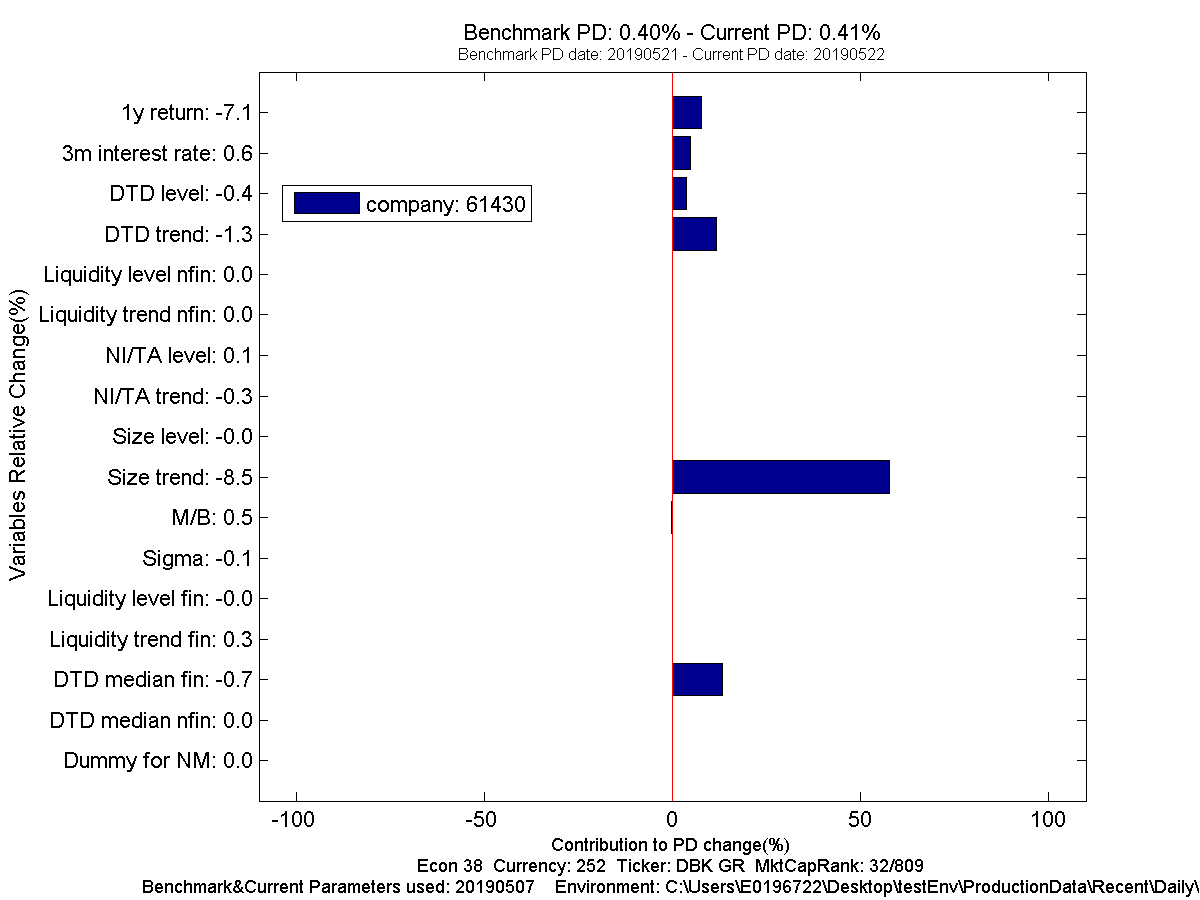 Benchmark PD: 0.40% - Current PD: 0.41%
Benchmark PD date: 20190521 - Current PD date: 20190522
1y return: -7.1
3m interest rate: 0.6
DTD level: -0.4
company: 61430
DTD trend: -1.3
Liquidity level nfin: 0.0
Liquidity trend nfin: 0.0
NI/TA level: 0.1
NI/TA trend: -0.3
Size level: -0.0
Size trend: -8.5
M/B: 0.5
Sigma: -0.1
Liquidity level fin: -0.0
Liquidity trend fin: 0.3
DTD median fin: -0.7
DTD median nfin: 0.0
Dummy for NM: 0.0
Variables Relative Change(%)
-100 -50 0 50 100
Contribution to PD change(%)
Econ 38 Currency: 252 Ticker: DBK GR MktCapRank: 32/809
Benchmark&Current Parameters used: 20190507 Environment: C:\Users\E0196722\Desktop\testEnv\ProductionData\Recent\Daily\